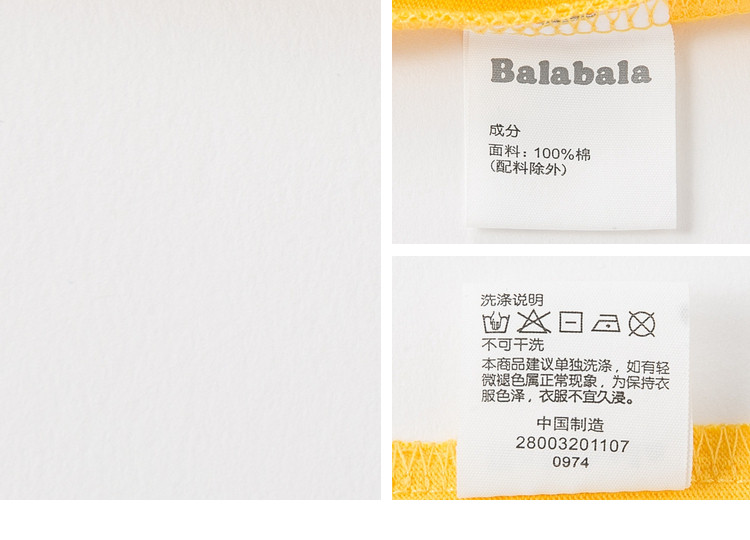 Balabala
成分
面料：100%棉
(配料除外)
洗涤说明
不可干洗
本商品建议单独洗涤，如有轻
微褪色属正常现象，为保持衣
服色泽，衣服不宜久浸。
中国制造
28003201107
0974